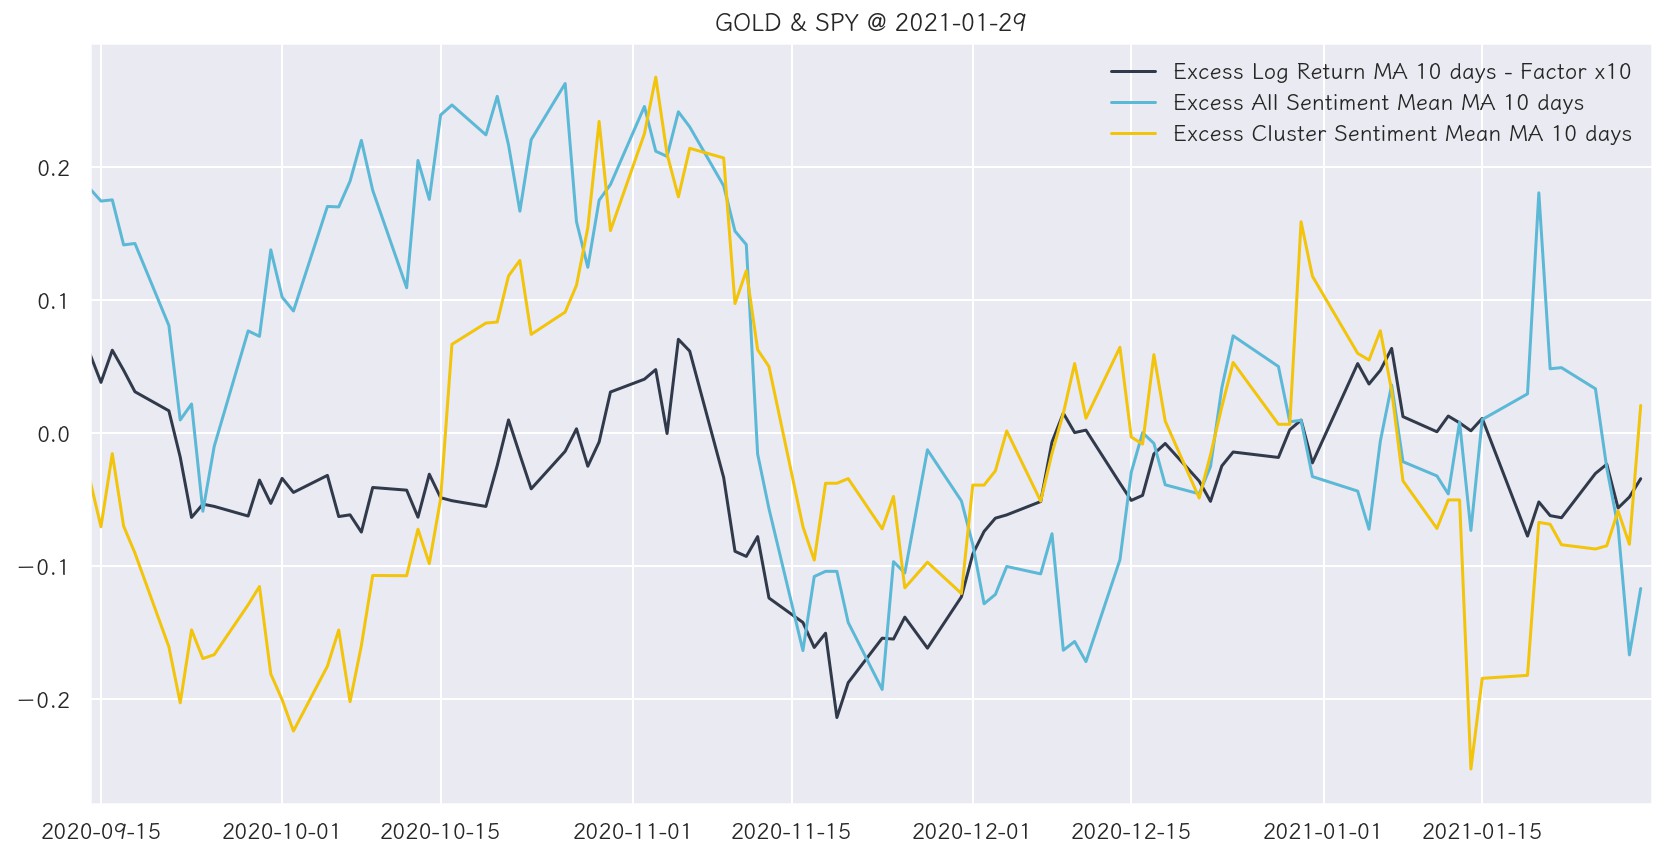 GOLD & SPY @ 2021-01-29
Excess Log Return MA 10 days - Factor x10
Excess All Sentiment Mean MA 10 days
Excess Cluster Sentiment Mean MA 10 days
0.2
0.1
0.0
−0.1
−0.2
2020-09-15 2020-10-01 2020-10-15 2020-11-01 2020-11-15 2020-12-01 2020-12-15 2021-01-01 2021-01-15